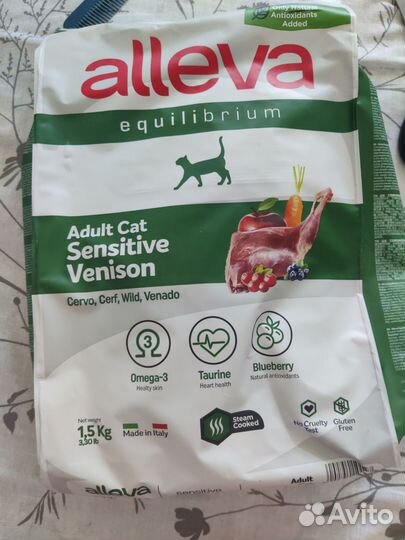 Only Natural
Antioxidants
Added
alleva
equilibrium
Adult Cat
Sensitive
Venison
Cervo, Cerf, Wild, Venado
3
Omega-3
Healty skin
Taurine
Heart health
Blueberry
Natural antioxidants
Net weight
1,5 Kg
3,30 lb
Made in Italy
Steam
Cooked
No Cruelty
Test
Gluten
Free
alleva
sensitive
Adult
Avito